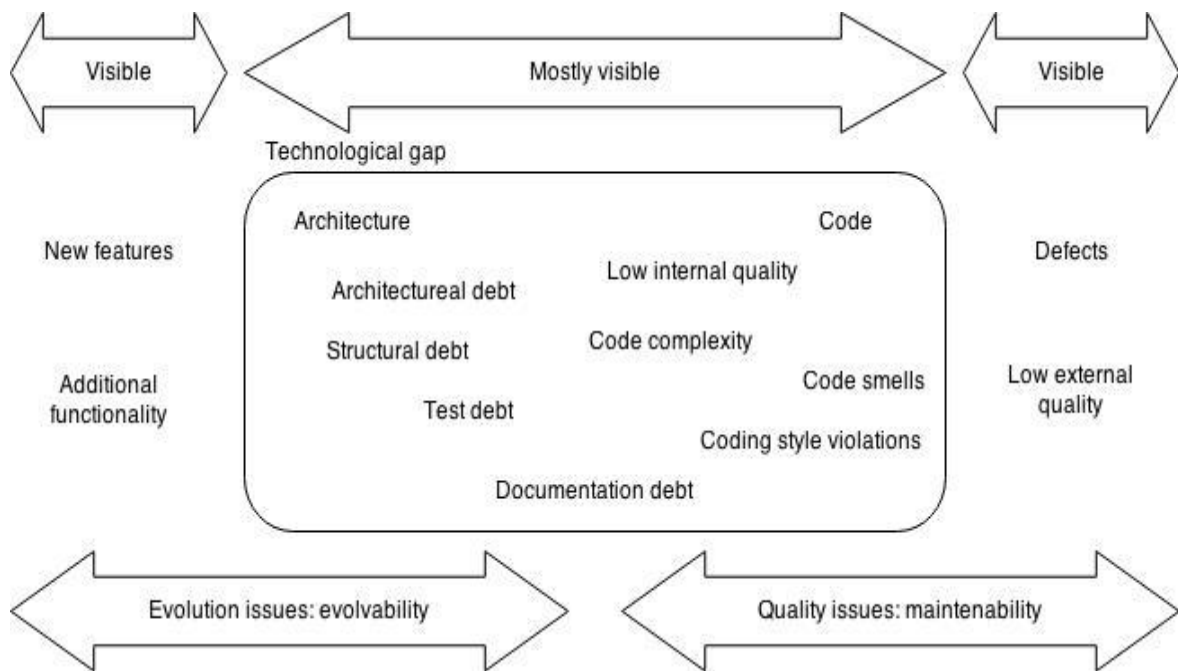 Visible
Mostly visible
Visible
Technological gap
Architecture
Code
New features
Defects
Low internal quality
Architectureal debt
Code complexity
Structural debt
Additional
functionality
Code smells
Low external
quality
Test debt
Coding style violations
Documentation debt
Evolution issues: evolvability
Quality issues: maintenability